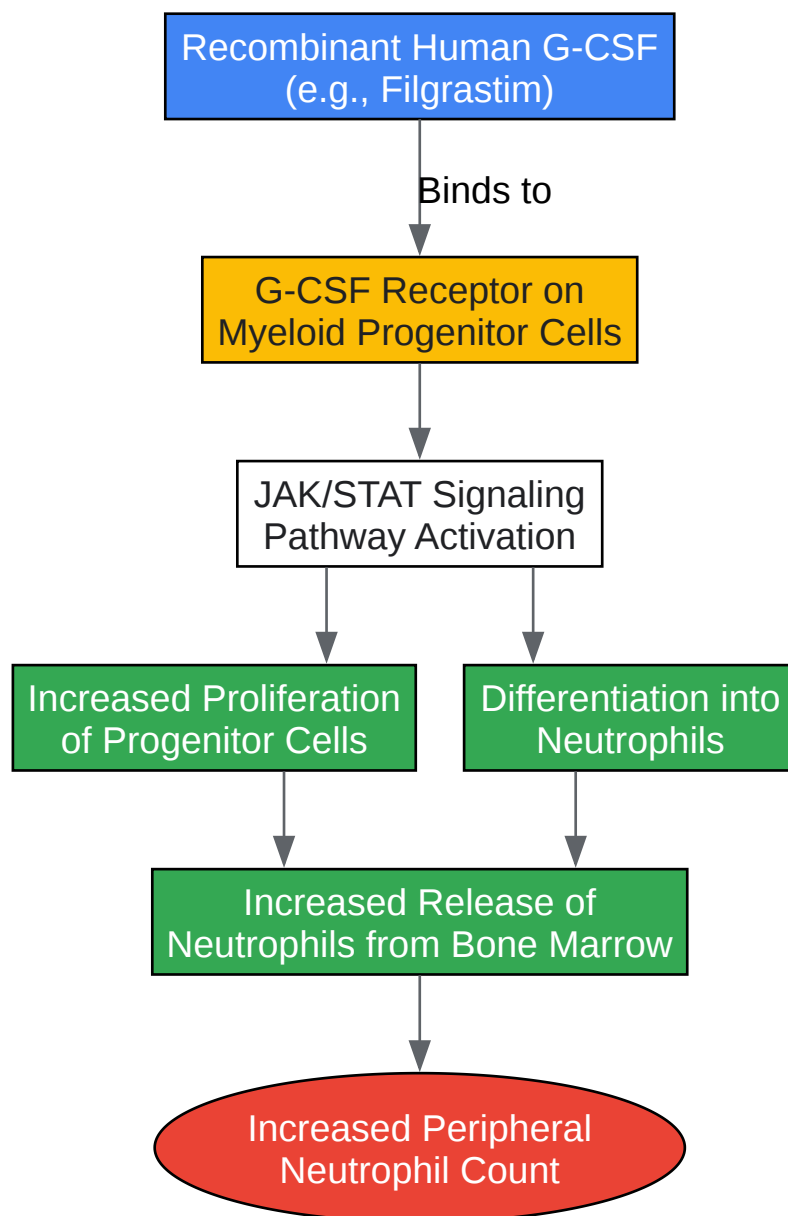 Recombinant Human G-CSF
(e.g., Filgrastim)
Binds to
G-CSF Receptor on
Myeloid Progenitor Cells
JAK/STAT Signaling
Pathway Activation
Increased Proliferation
of Progenitor Cells
Differentiation into
Neutrophils
Increased Release of
Neutrophils from Bone Marrow
Increased Peripheral
Neutrophil Count